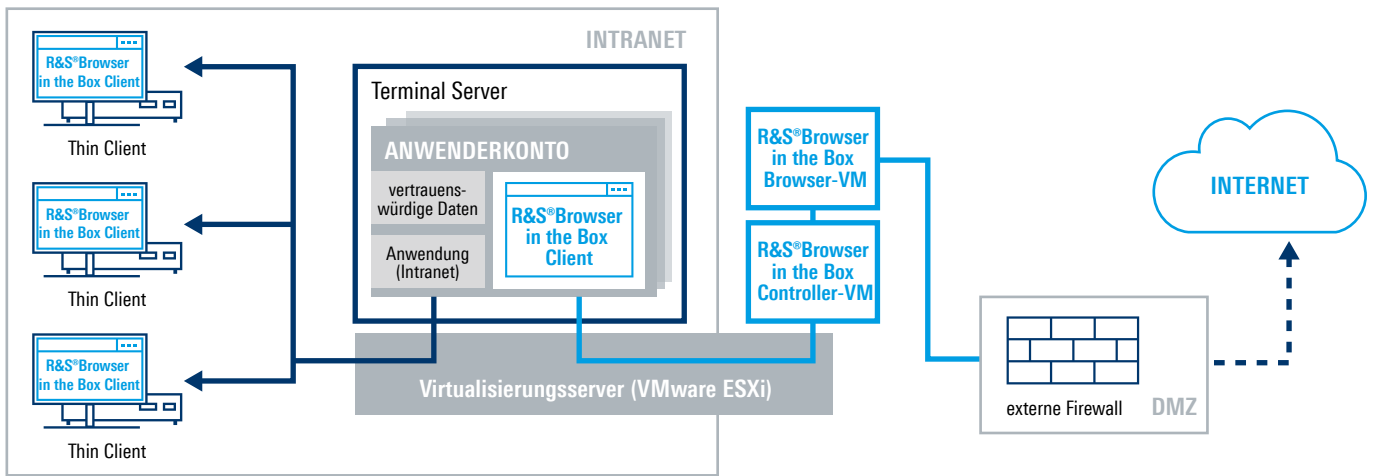 INTRANET
R&S®Browser
in the Box Client
Thin Client
R&S®Browser
in the Box Client
Thin Client
R&S®Browser
in the Box Client
Thin Client
Terminal Server
ANWENDERKONTO
vertrauens-
würdige Daten
Anwendung
(Intranet)
R&S®Browser
in the Box
Client
Virtualisierungsserver (VMware ESXi)
R&S®Browser
in the Box
Browser-VM
R&S®Browser
in the Box
Controller-VM
externe Firewall
DMZ
INTERNET